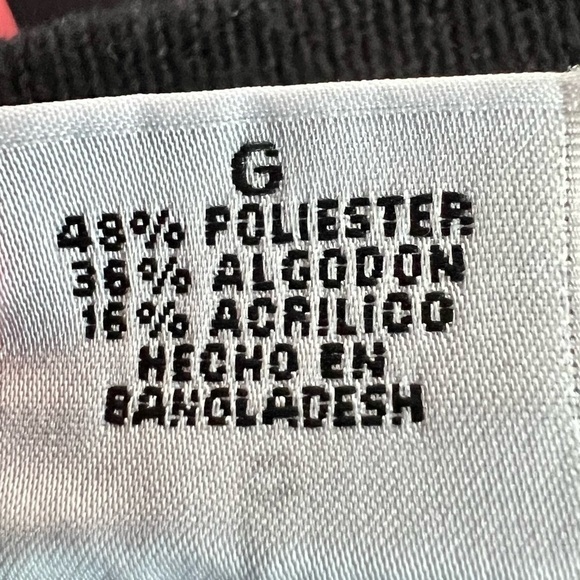 G
48% POLIESTER
36% ALGODON
16% ACRILiCO
HECHO EN
BANGLADESH